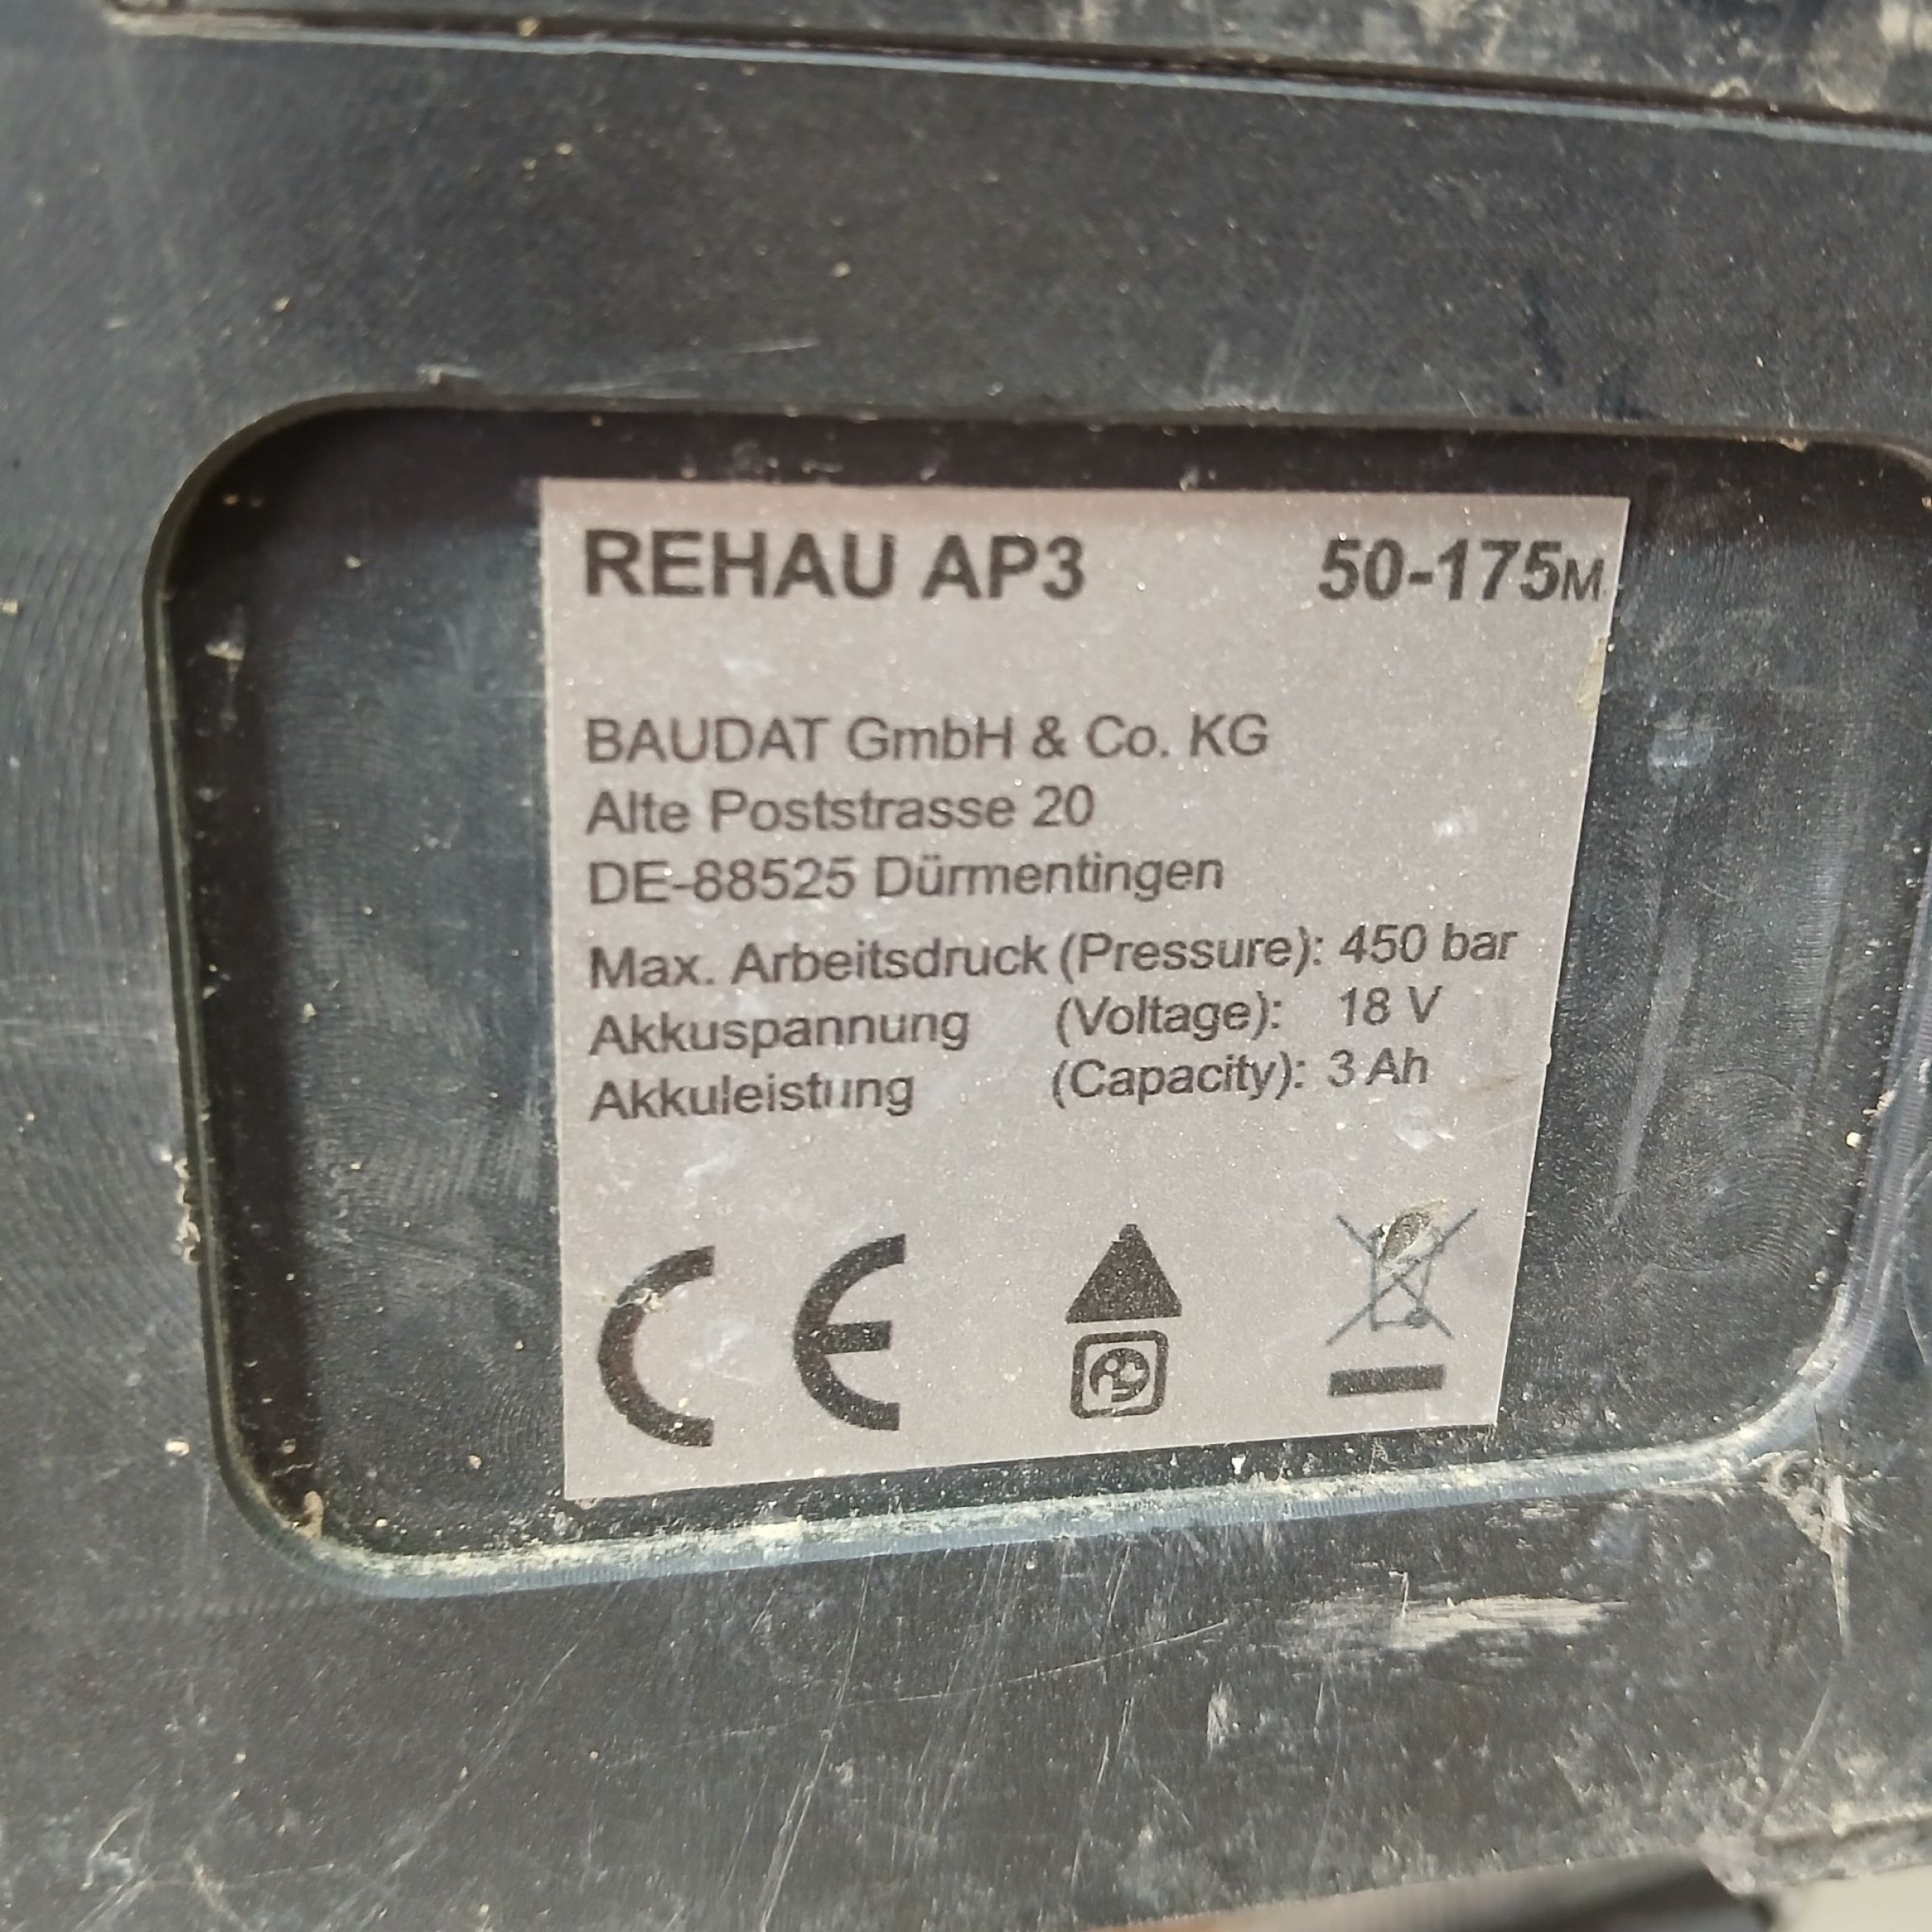 REHAU AP3 50-175M
BAUDAT GmbH & Co. KG
Alte Poststrasse 20
DE-88525 Dürmentingen
Max. Arbeitsdruck (Pressure): 450 bar
Akkuspannung (Voltage): 18 V
Akkuleistung (Capacity): 3 Ah
CE